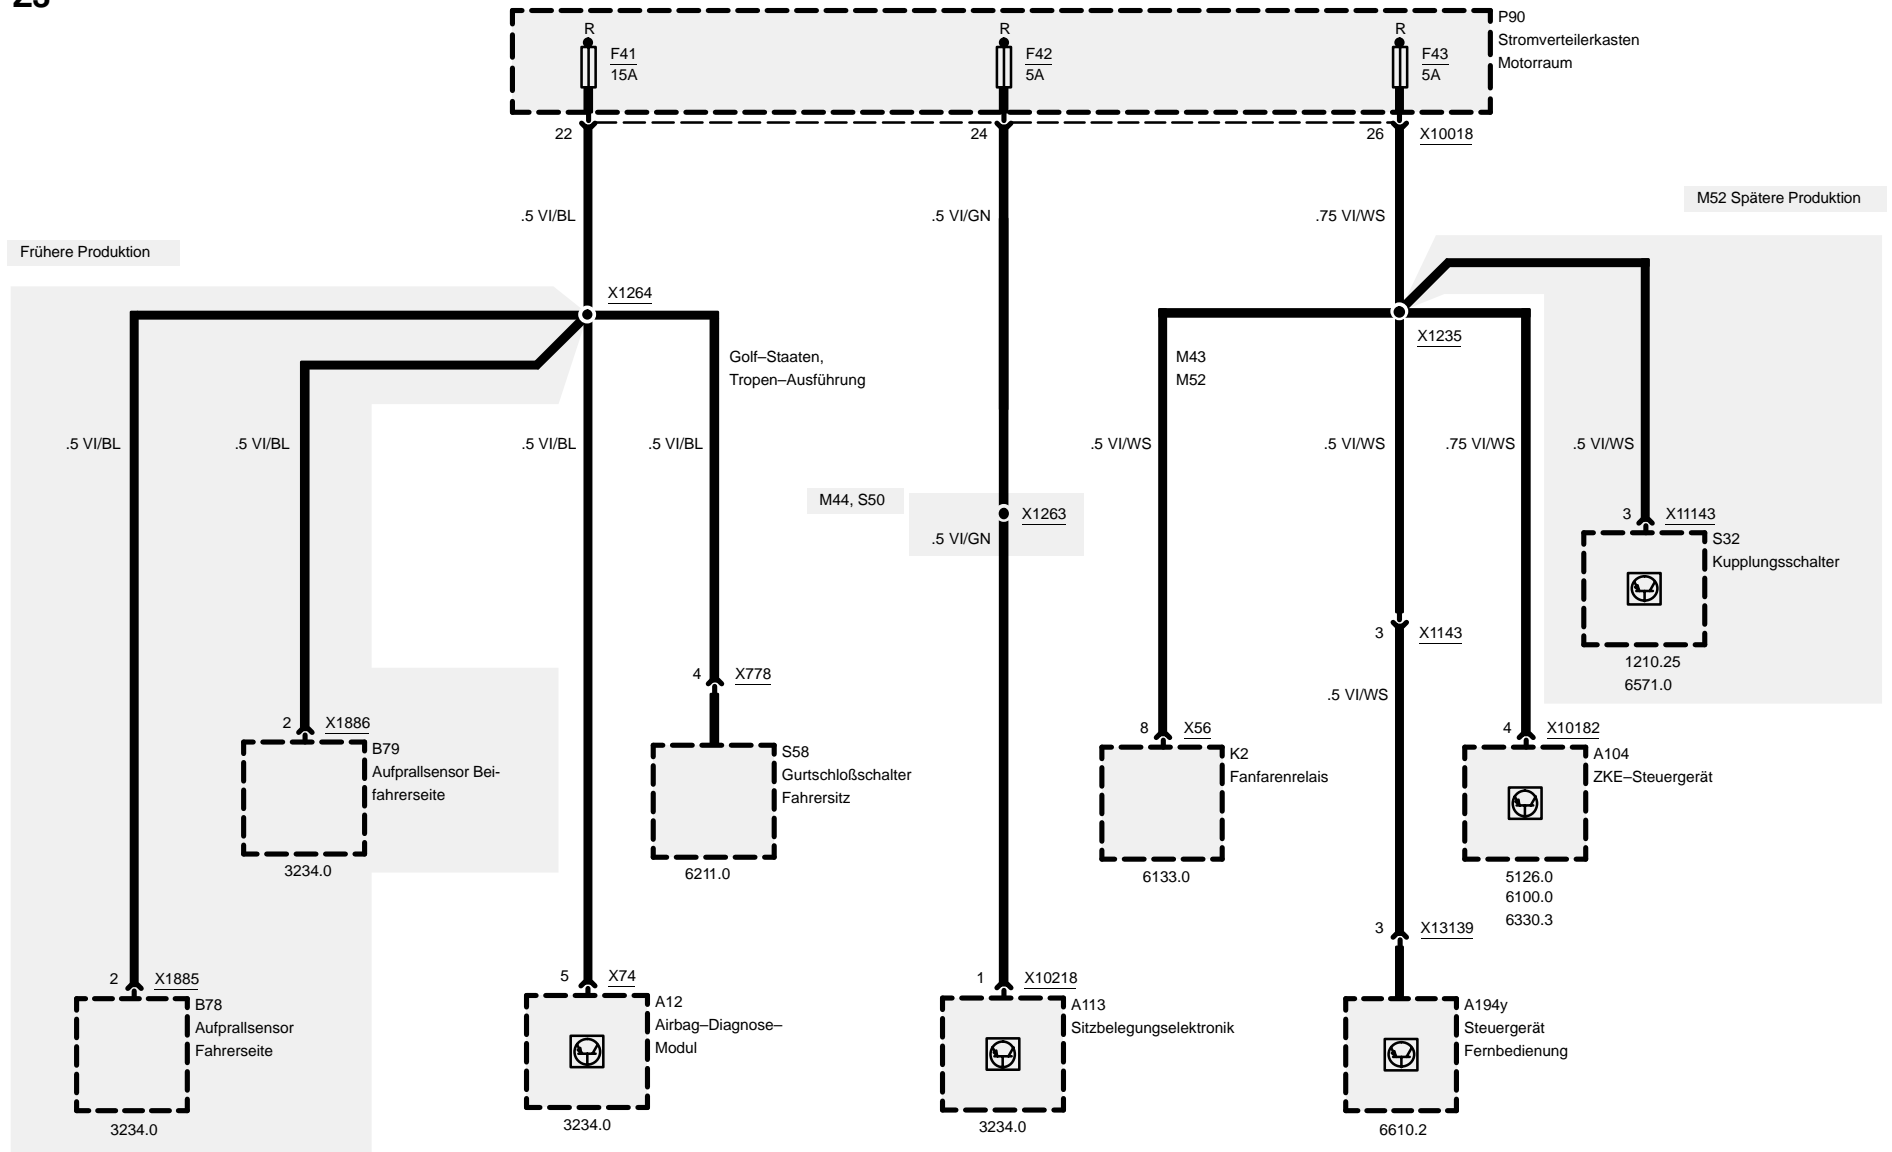 P90
Stromverteilerkasten
Motorraum
R
F41
15A
R
F42
5A
R
F43
5A
22
24
26
X10018
.5 VI/BL
.5 VI/GN
.75 VI/WS
M52 Spätere Produktion
Frühere Produktion
X1264
X1235
Golf–Staaten,
Tropen–Ausführung
M43
M52
.5 VI/BL
.5 VI/BL
.5 VI/BL
.5 VI/BL
.5 VI/WS
.5 VI/WS
.75 VI/WS
.5 VI/WS
M44, S50
X1263
.5 VI/GN
3
X11143
S32
Kupplungsschalter
1210.25
6571.0
3
X1143
.5 VI/WS
4
X778
S58
Gurtschloßschalter
Fahrersitz
6211.0
2
X1886
B79
Aufprallsensor Bei-
fahrerseite
3234.0
8
X56
K2
Fanfarenrelais
6133.0
4
X10182
A104
ZKE–Steuergerät
5126.0
6100.0
6330.3
3
X13139
2
X1885
B78
Aufprallsensor
Fahrerseite
3234.0
5
X74
A12
Airbag–Diagnose–
Modul
3234.0
1
X10218
A113
Sitzbelegungselektronik
3234.0
A194y
Steuergerät
Fernbedienung
6610.2